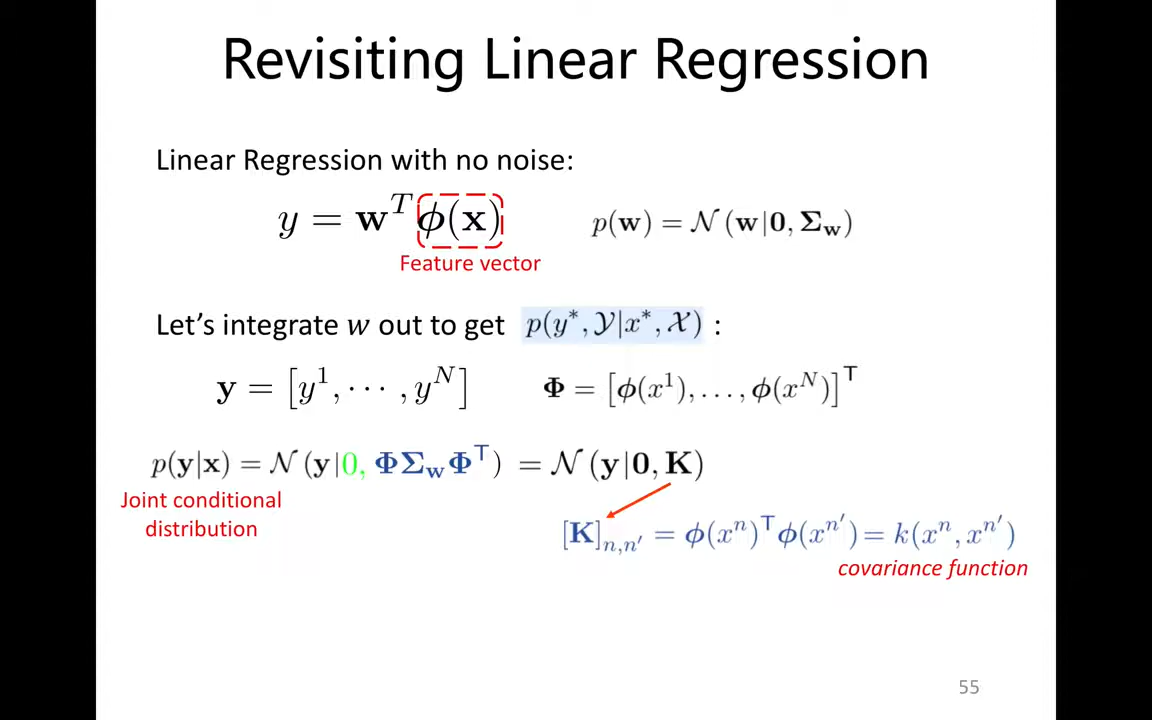 Revisiting Linear Regression
Linear Regression with no noise:
y = w^T ϕ(x) p(w) = 𝒩(w|0, Σ_w)
Feature vector
Let's integrate w out to get p(y*, 𝒴|x*, 𝒳) :
y = [y^1, ⋯ , y^N] Φ = [ϕ(x^1), . . . , ϕ(x^N)]^T
p(y|x) = 𝒩(y|0, ΦΣ_wΦ^T) = 𝒩(y|0, K)
Joint conditional
distribution
[K]_{n,n′} = ϕ(x^n)^T ϕ(x^{n′}) = k(x^n, x^{n′})
covariance function
55